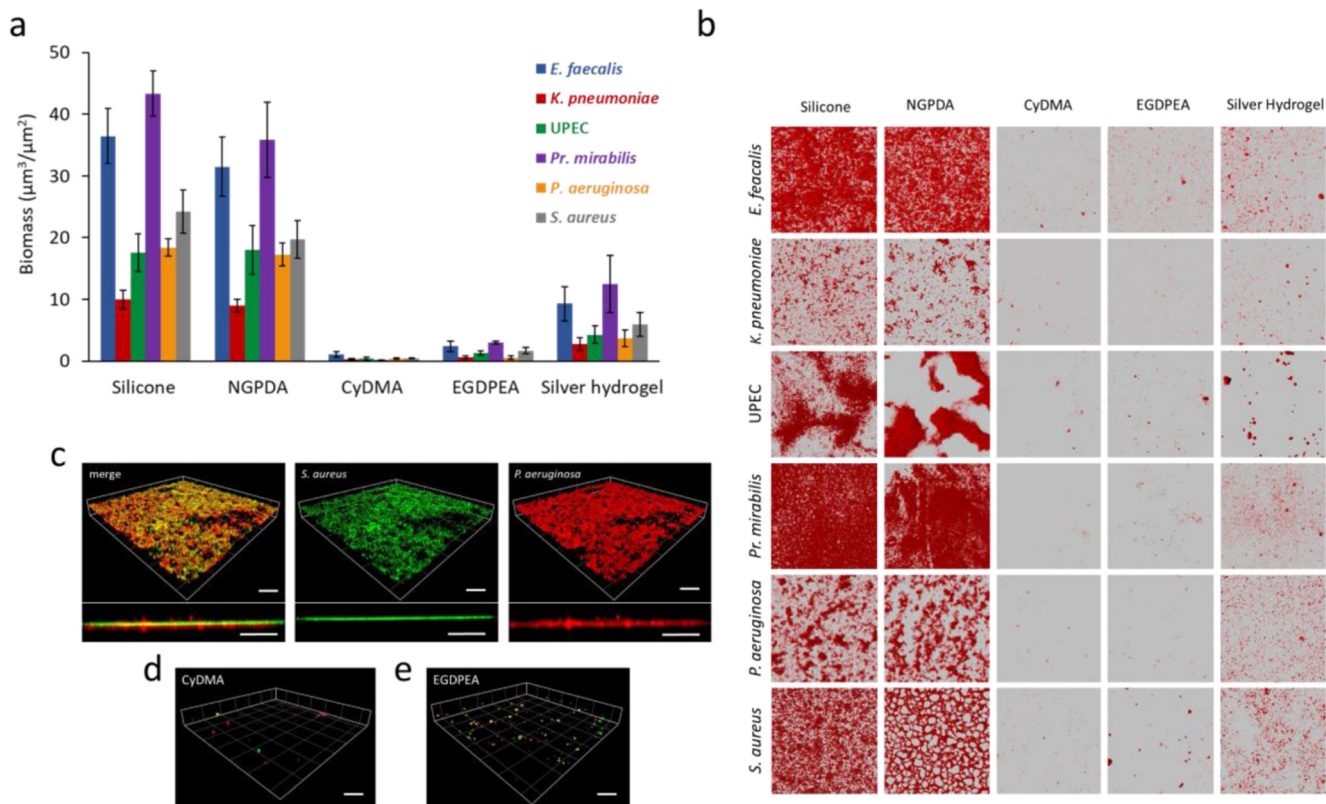 a
50
40
30
20
10
0
Biomass (μm³/μm²)
E. faecalis
K. pneumoniae
UPEC
Pr. mirabilis
P. aeruginosa
S. aureus
Silicone NGPDA CyDMA EGDPEA Silver hydrogel
b
Silicone NGPDA CyDMA EGDPEA Silver Hydrogel
E. feacalis
K. pneumoniae
UPEC
Pr. mirabilis
P. aeruginosa
S. aureus
c
merge S. aureus P. aeruginosa
d
CyDMA
e
EGDPEA